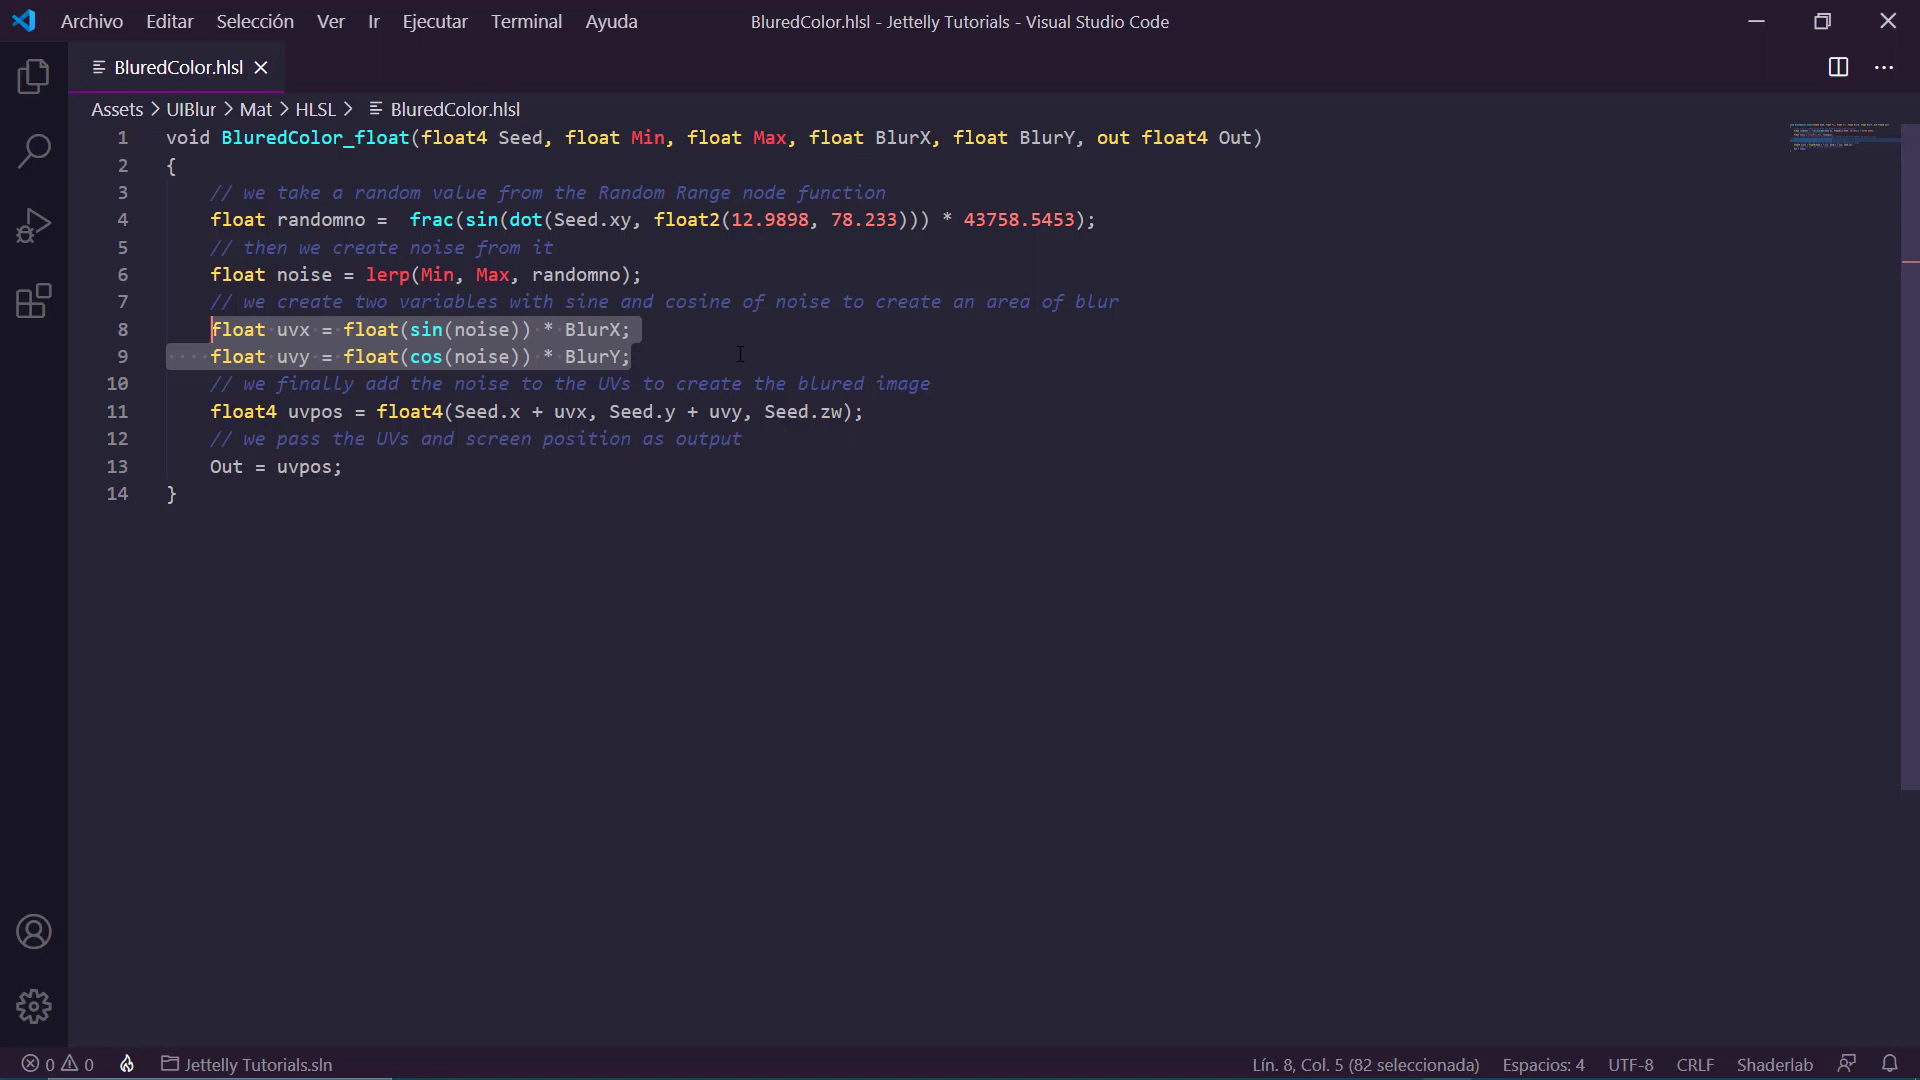 Archivo Editar Selección Ver Ir Ejecutar Terminal Ayuda BluredColor.hlsl - Jettelly Tutorials - Visual Studio Code
BluredColor.hlsl
Assets > UIBlur > Mat > HLSL > BluredColor.hlsl
1 void BluredColor_float(float4 Seed, float Min, float Max, float BlurX, float BlurY, out float4 Out)
2 {
3 // we take a random value from the Random Range node function
4 float randomno =  frac(sin(dot(Seed.xy, float2(12.9898, 78.233))) * 43758.5453);
5 // then we create noise from it
6 float noise = lerp(Min, Max, randomno);
7 // we create two variables with sine and cosine of noise to create an area of blur
8 float uvx = float(sin(noise)) * BlurX;
9 float uvy = float(cos(noise)) * BlurY;
10 // we finally add the noise to the UVs to create the blured image
11 float4 uvpos = float4(Seed.x + uvx, Seed.y + uvy, Seed.zw);
12 // we pass the UVs and screen position as output
13 Out = uvpos;
14 }
0 0 Jettelly Tutorials.sln Lín. 8, Col. 5 (82 seleccionada) Espacios: 4 UTF-8 CRLF Shaderlab